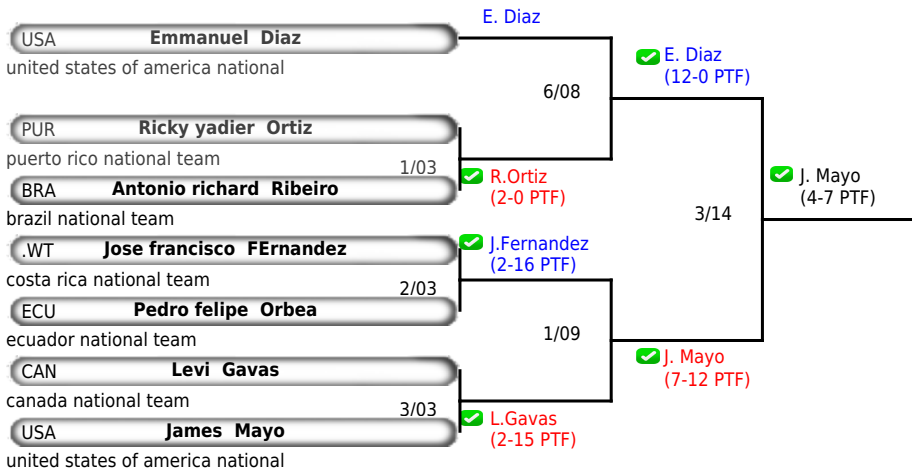 E. Diaz
USA Emmanuel Diaz
united states of america national
E. Diaz
(12-0 PTF)
6/08
PUR Ricky yadier Ortiz
puerto rico national team
1/03
R.Ortiz
(2-0 PTF)
BRA Antonio richard Ribeiro
brazil national team
J. Mayo
(4-7 PTF)
3/14
.WT Jose francisco FErnandez
costa rica national team
J.Fernandez
(2-16 PTF)
2/03
ECU Pedro felipe Orbea
ecuador national team
1/09
J. Mayo
(7-12 PTF)
CAN Levi Gavas
canada national team
3/03
L.Gavas
(2-15 PTF)
USA James Mayo
united states of america national